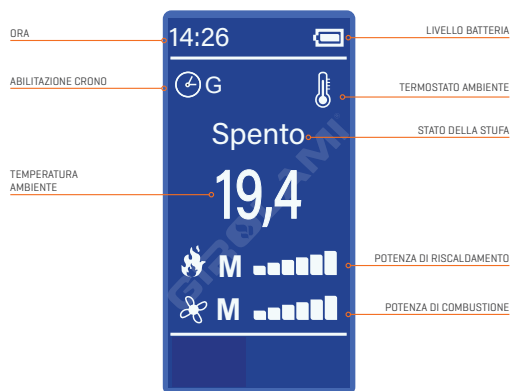 ORA
14:26
LIVELLO BATTERIA
ABILITAZIONE CRONO
G
TERMOSTATO AMBIENTE
Spento
STATO DELLA STUFA
TEMPERATURA
AMBIENTE
19,4
GIROLAMI
M
POTENZA DI RISCALDAMENTO
M
POTENZA DI COMBUSTIONE